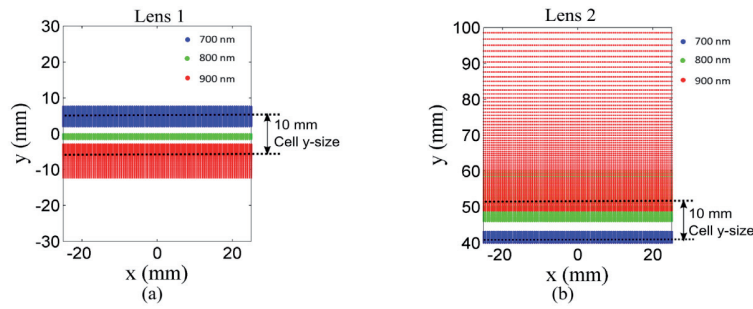 Lens 1
y (mm)
30
20
10
0
-10
-20
-30
700 nm
800 nm
900 nm
10 mm
Cell y-size
-20
0
20
x (mm)
(a)
Lens 2
y (mm)
100
90
80
70
60
50
40
700 nm
800 nm
900 nm
10 mm
Cell y-size
-20
0
20
x (mm)
(b)